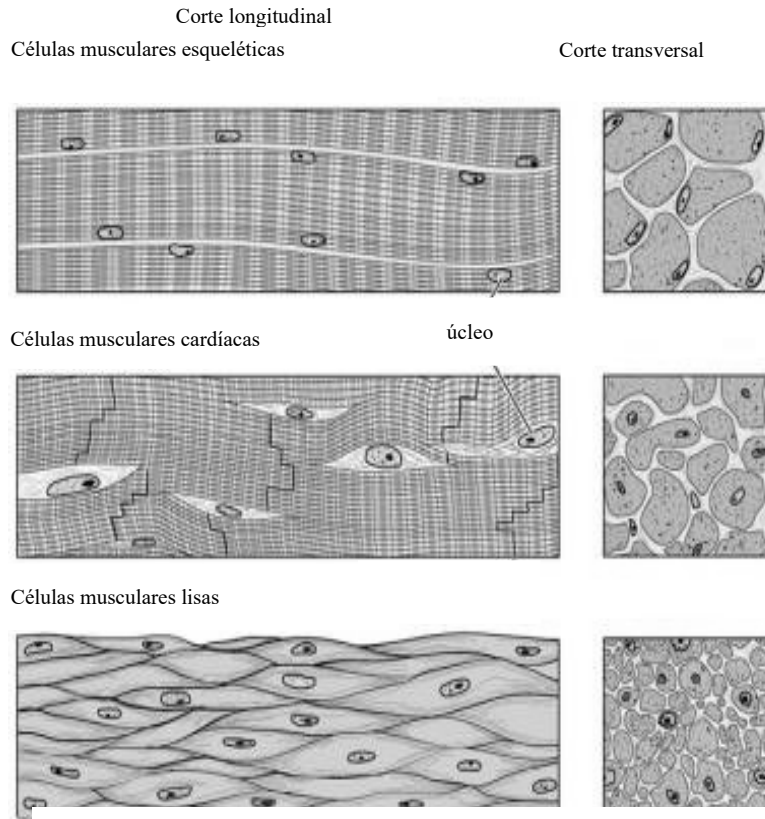 Corte longitudinal
Células musculares esqueléticas
Corte transversal
Células musculares cardíacas
úcleo
Células musculares lisas